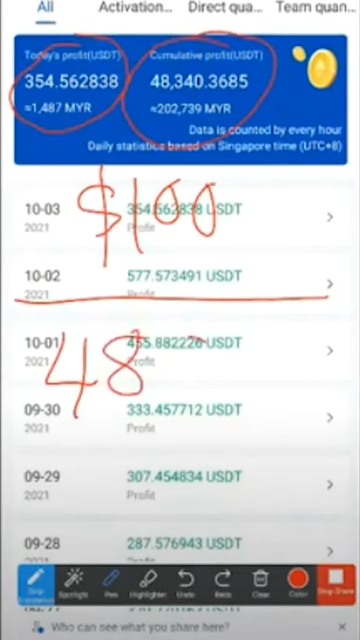 All Activation... Direct qua... Team quan
Today's profit(USDT) Cumulative profit(USDT)
354.562838 48,340.3685
≈1,487 MYR ≈202,739 MYR
Data is counted by every hour
Daily statistics based on Singapore time (UTC+8)
10-03 354.562838 USDT
2021 Profit
$100
10-02 577.573491 USDT
2021 Profit
10-01 455.882226 USDT
2021
48
09-30 333.457712 USDT
2021 Profit
09-29 307.454834 USDT
2021 Profit
09-28 287.576943 USDT
2021 Profit
Stop Spotlight Pen Highlighter Undo Redo Clear Color Stop Share
Who can see what you share here?